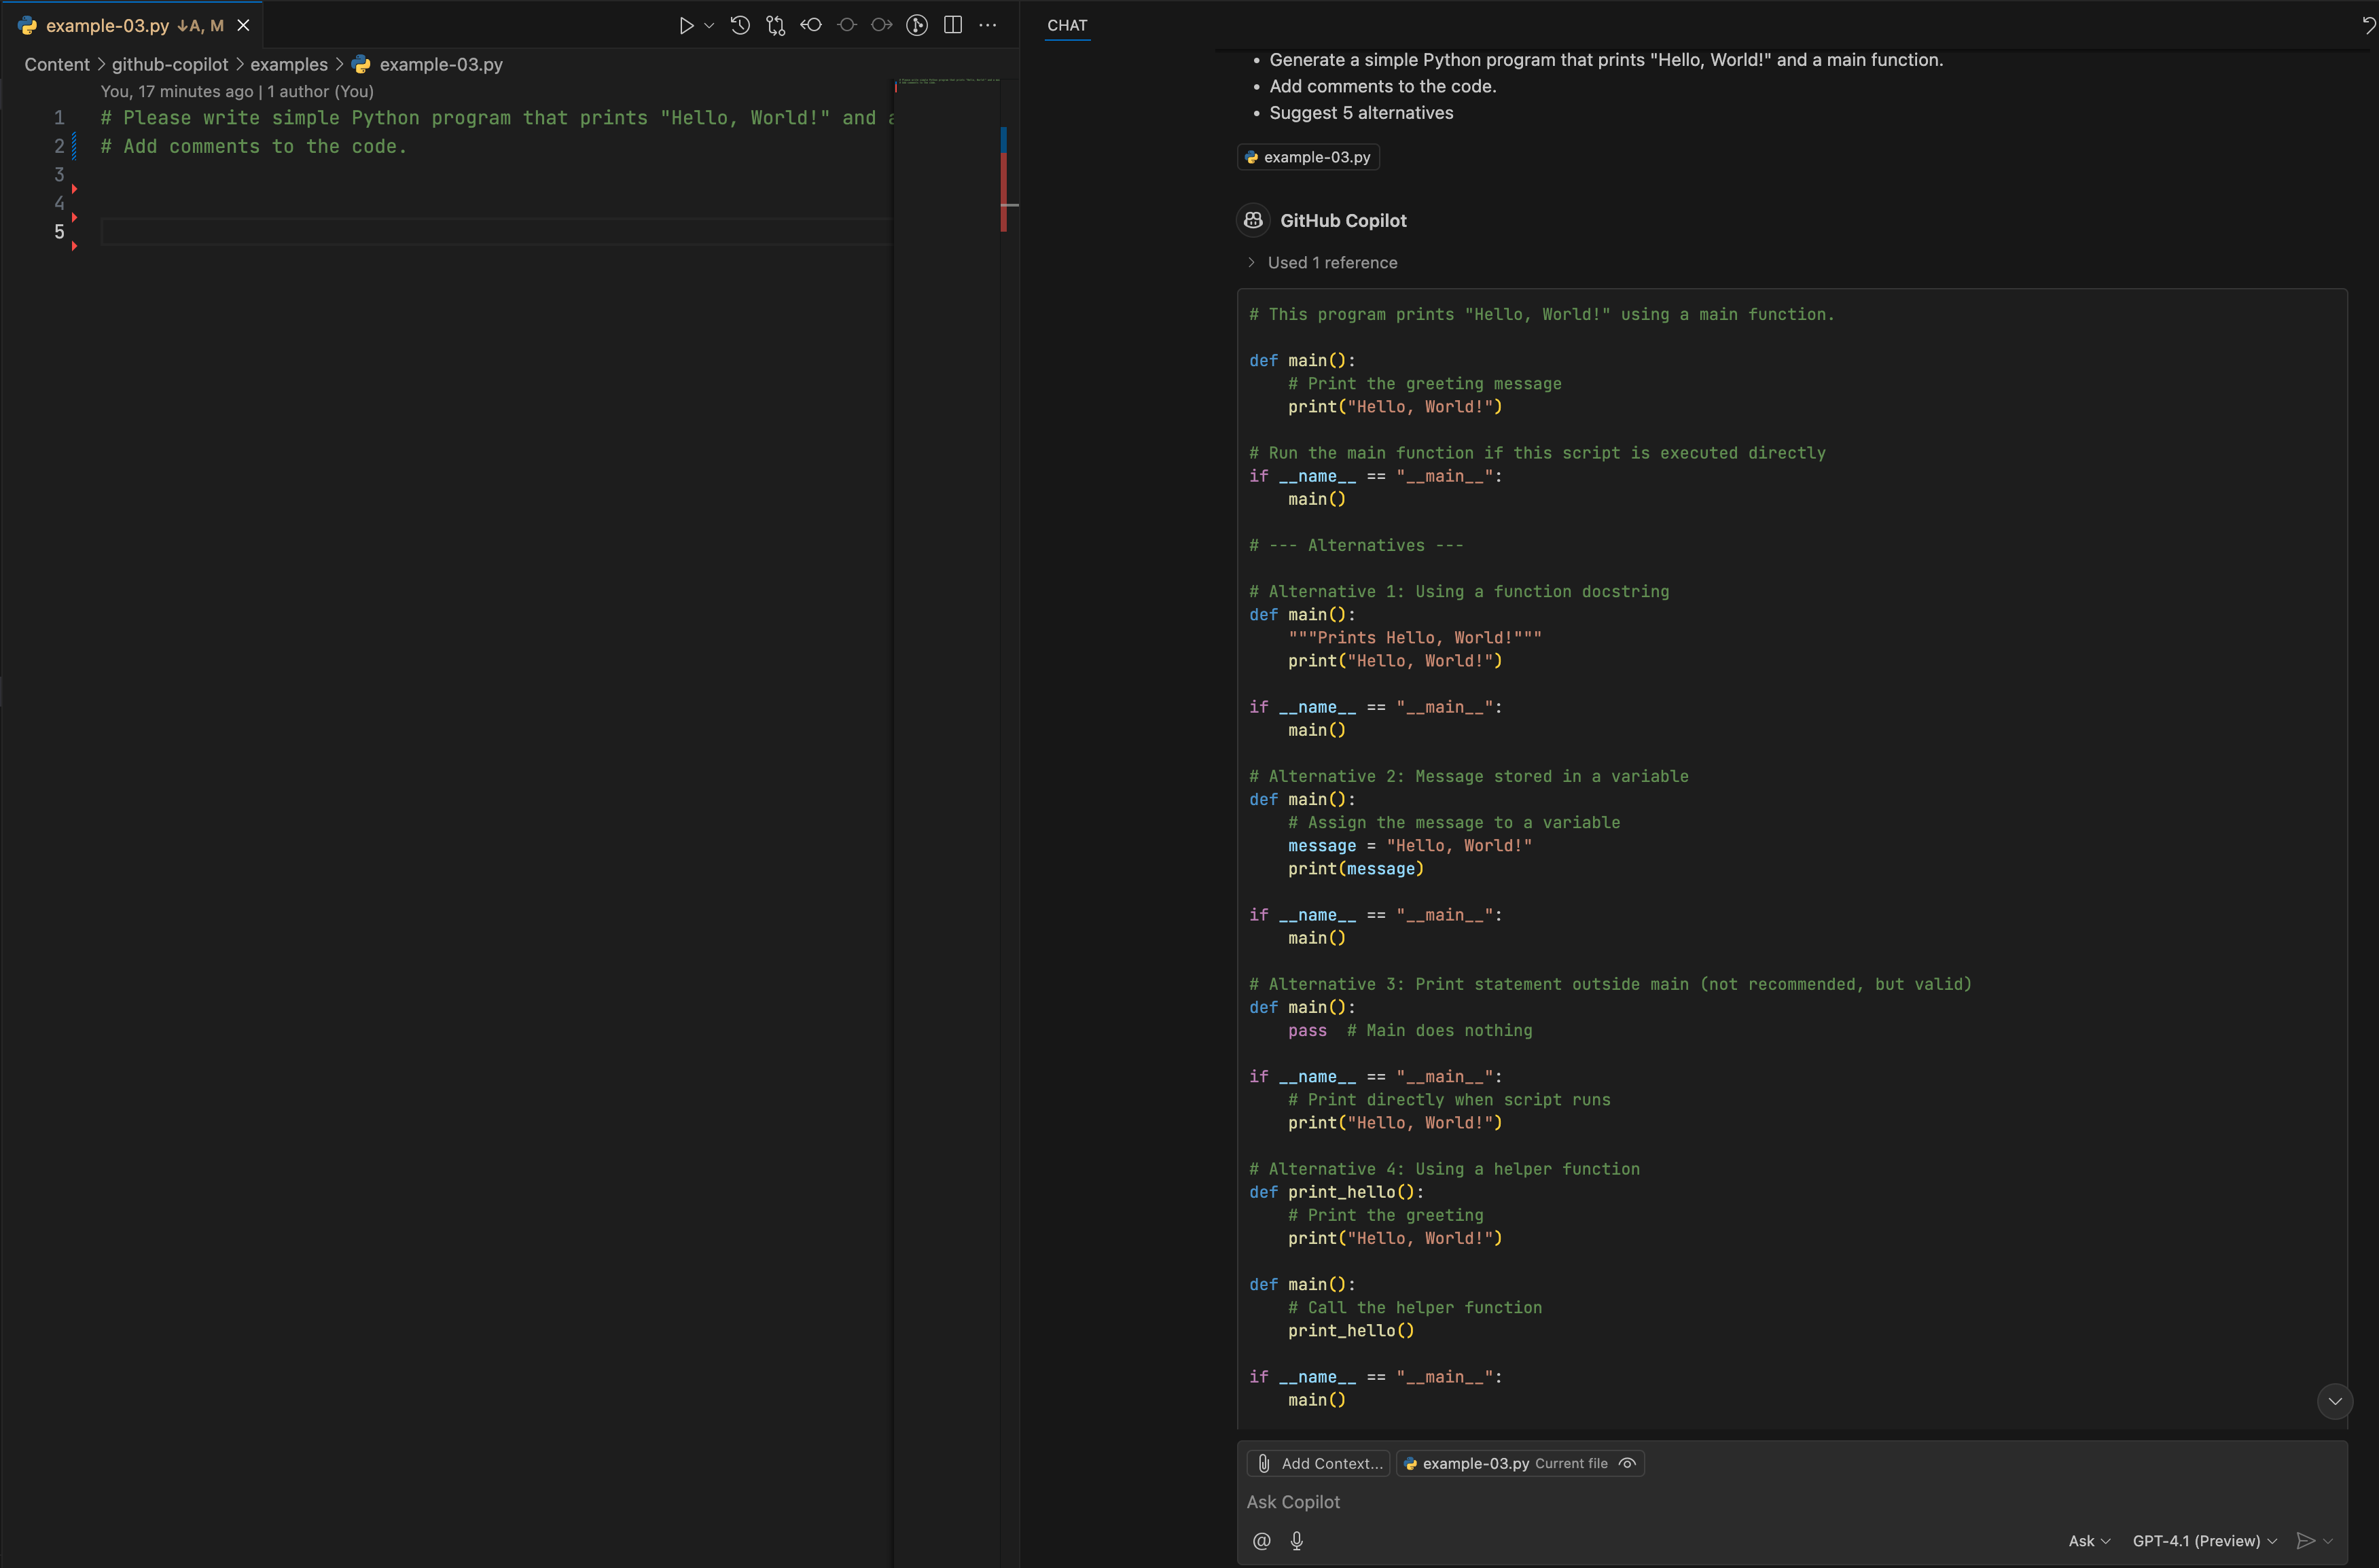 example-03.py ↓A, M
Content > github-copilot > examples > example-03.py
You, 17 minutes ago | 1 author (You)
1 # Please write simple Python program that prints "Hello, World!" and
2 # Add comments to the code.
3
4
5
CHAT
• Generate a simple Python program that prints "Hello, World!" and a main function.
• Add comments to the code.
• Suggest 5 alternatives
example-03.py
GitHub Copilot
> Used 1 reference
# This program prints "Hello, World!" using a main function.
def main():
    # Print the greeting message
    print("Hello, World!")
# Run the main function if this script is executed directly
if __name__ == "__main__":
    main()
# --- Alternatives ---
# Alternative 1: Using a function docstring
def main():
    """Prints Hello, World!"""
    print("Hello, World!")
if __name__ == "__main__":
    main()
# Alternative 2: Message stored in a variable
def main():
    # Assign the message to a variable
    message = "Hello, World!"
    print(message)
if __name__ == "__main__":
    main()
# Alternative 3: Print statement outside main (not recommended, but valid)
def main():
    pass  # Main does nothing
if __name__ == "__main__":
    # Print directly when script runs
    print("Hello, World!")
# Alternative 4: Using a helper function
def print_hello():
    # Print the greeting
    print("Hello, World!")
def main():
    # Call the helper function
    print_hello()
if __name__ == "__main__":
    main()
Add Context...
example-03.py Current file
Ask Copilot
@
Ask
GPT-4.1 (Preview)